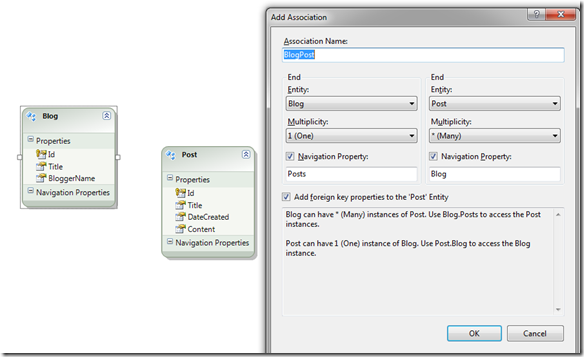 Blog
Properties
Id
Title
BloggerName
Navigation Properties
Post
Properties
Id
Title
DateCreated
Content
Navigation Properties
Add Association
Association Name:
BlogPost
End
Entity:
Blog
Multiplicity:
1 (One)
Navigation Property:
Posts
End
Entity:
Post
Multiplicity:
* (Many)
Navigation Property:
Blog
Add foreign key properties to the 'Post' Entity
Blog can have * (Many) instances of Post. Use Blog.Posts to access the Post
instances.
Post can have 1 (One) instance of Blog. Use Post.Blog to access the Blog
instance.
OK
Cancel